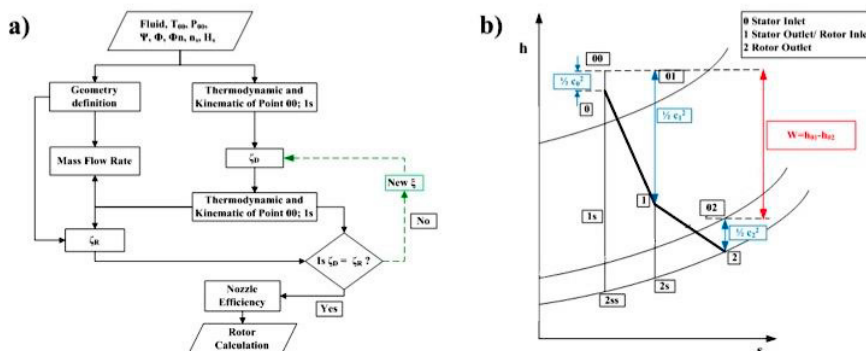 a)
Fluid, T00, P00,
Ψ, Φ, Φn, ns, Hs
Geometry
definition
Thermodynamic and
Kinematic of Point 00; 1s
Mass Flow Rate
ζD
New ξ
Thermodynamic and
Kinematic of Point 00; 1s
No
ζR
Is ζD = ζR ?
Nozzle
Efficiency
Yes
Rotor
Calculation
b)
0 Stator Inlet
1 Stator Outlet/ Rotor Inle
2 Rotor Outlet
h
00
01
½ c0²
0
½ c1²
W=h01-h02
1
02
1s
½ c2²
2
2s
2ss